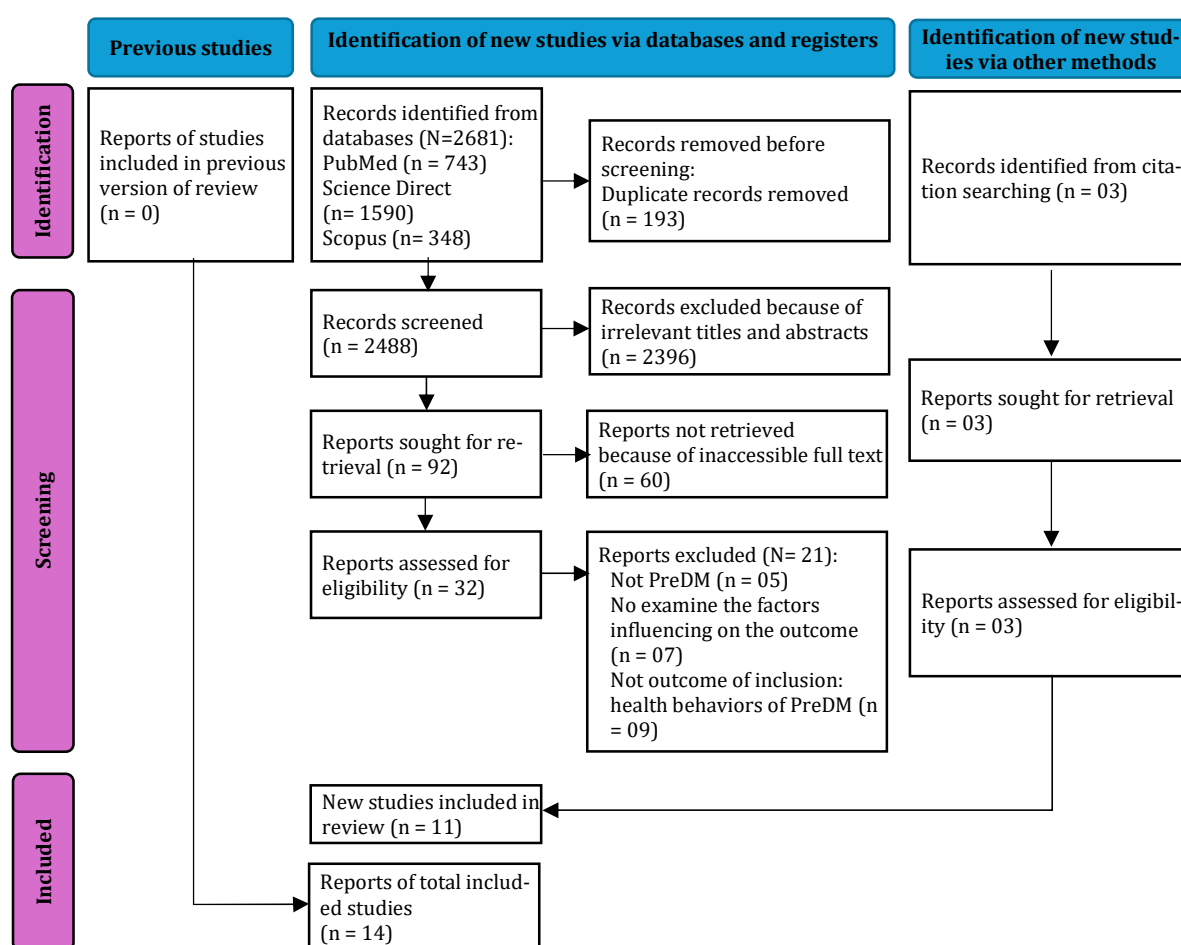 Previous studies
Identification of new studies via databases and registers
Identification of new stud-
ies via other methods
Identification
Reports of studies
included in previous
version of review
(n = 0)
Records identified from
databases (N=2681):
PubMed (n = 743)
Science Direct
(n= 1590)
Scopus (n= 348)
Records removed before
screening:
Duplicate records removed
(n = 193)
Records identified from cita-
tion searching (n = 03)
Screening
Records screened
(n = 2488)
Records excluded because of
irrelevant titles and abstracts
(n = 2396)
Reports sought for re-
trieval (n = 92)
Reports not retrieved
because of inaccessible full text
(n = 60)
Reports sought for retrieval
(n = 03)
Reports assessed for
eligibility (n = 32)
Reports excluded (N= 21):
Not PreDM (n = 05)
No examine the factors
influencing on the outcome
(n = 07)
Not outcome of inclusion:
health behaviors of PreDM (n
= 09)
Reports assessed for eligibil-
ity (n = 03)
Included
New studies included in
review (n = 11)
Reports of total includ-
ed studies
(n = 14)